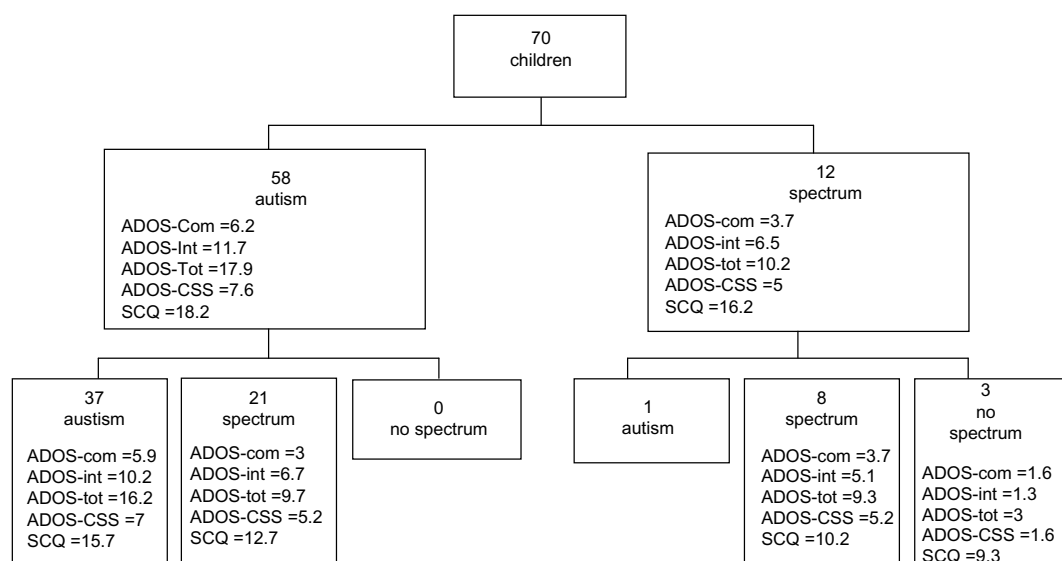 70
children
58
autism
ADOS-Com =6.2
ADOS-Int =11.7
ADOS-Tot =17.9
ADOS-CSS =7.6
SCQ =18.2
12
spectrum
ADOS-com =3.7
ADOS-int =6.5
ADOS-tot =10.2
ADOS-CSS =5
SCQ =16.2
37
austism
ADOS-com =5.9
ADOS-int =10.2
ADOS-tot =16.2
ADOS-CSS =7
SCQ =15.7
21
spectrum
ADOS-com =3
ADOS-int =6.7
ADOS-tot =9.7
ADOS-CSS =5.2
SCQ =12.7
0
no spectrum
1
autism
8
spectrum
ADOS-com =3.7
ADOS-int =5.1
ADOS-tot =9.3
ADOS-CSS =5.2
SCQ =10.2
3
no
spectrum
ADOS-com =1.6
ADOS-int =1.3
ADOS-tot =3
ADOS-CSS =1.6
SCQ =9.3